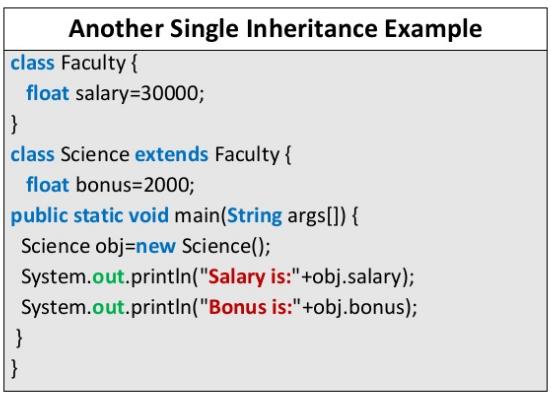 Another Single Inheritance Example
class Faculty {
float salary=30000;
}
class Science extends Faculty {
float bonus=2000;
public static void main(String args[]) {
Science obj=new Science();
System.out.println("Salary is:"+obj.salary);
System.out.println("Bonus is:"+obj.bonus);
}
}